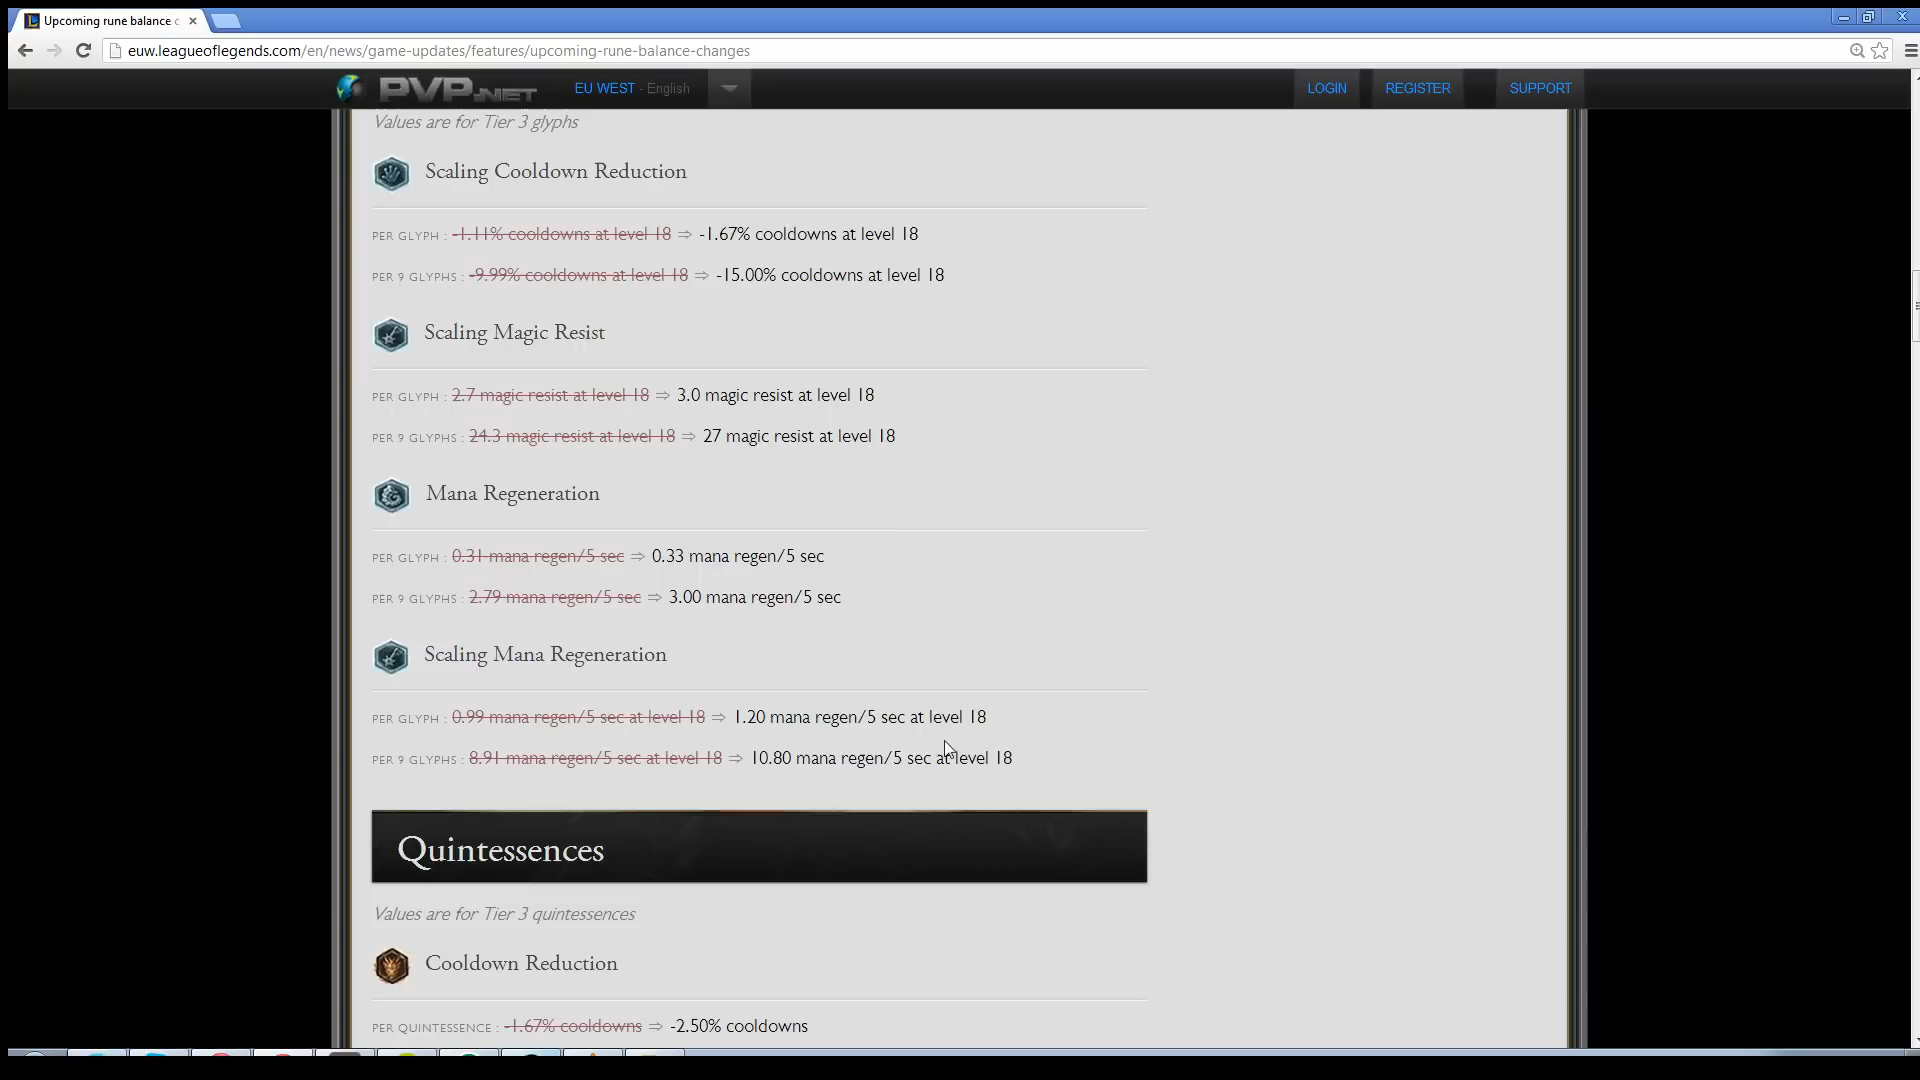 Upcoming rune balance c
euw.leagueoflegends.com/en/news/game-updates/features/upcoming-rune-balance-changes
PVP.NET EU WEST - English LOGIN REGISTER SUPPORT
Values are for Tier 3 glyphs
Scaling Cooldown Reduction
PER GLYPH : -1.11% cooldowns at level 18 ⇒ -1.67% cooldowns at level 18
PER 9 GLYPHS : -9.99% cooldowns at level 18 ⇒ -15.00% cooldowns at level 18
Scaling Magic Resist
PER GLYPH : 2.7 magic resist at level 18 ⇒ 3.0 magic resist at level 18
PER 9 GLYPHS : 24.3 magic resist at level 18 ⇒ 27 magic resist at level 18
Mana Regeneration
PER GLYPH : 0.31 mana regen/5 sec ⇒ 0.33 mana regen/5 sec
PER 9 GLYPHS : 2.79 mana regen/5 sec ⇒ 3.00 mana regen/5 sec
Scaling Mana Regeneration
PER GLYPH : 0.99 mana regen/5 sec at level 18 ⇒ 1.20 mana regen/5 sec at level 18
PER 9 GLYPHS : 8.91 mana regen/5 sec at level 18 ⇒ 10.80 mana regen/5 sec at level 18
Quintessences
Values are for Tier 3 quintessences
Cooldown Reduction
PER QUINTESSENCE : -1.67% cooldowns ⇒ -2.50% cooldowns